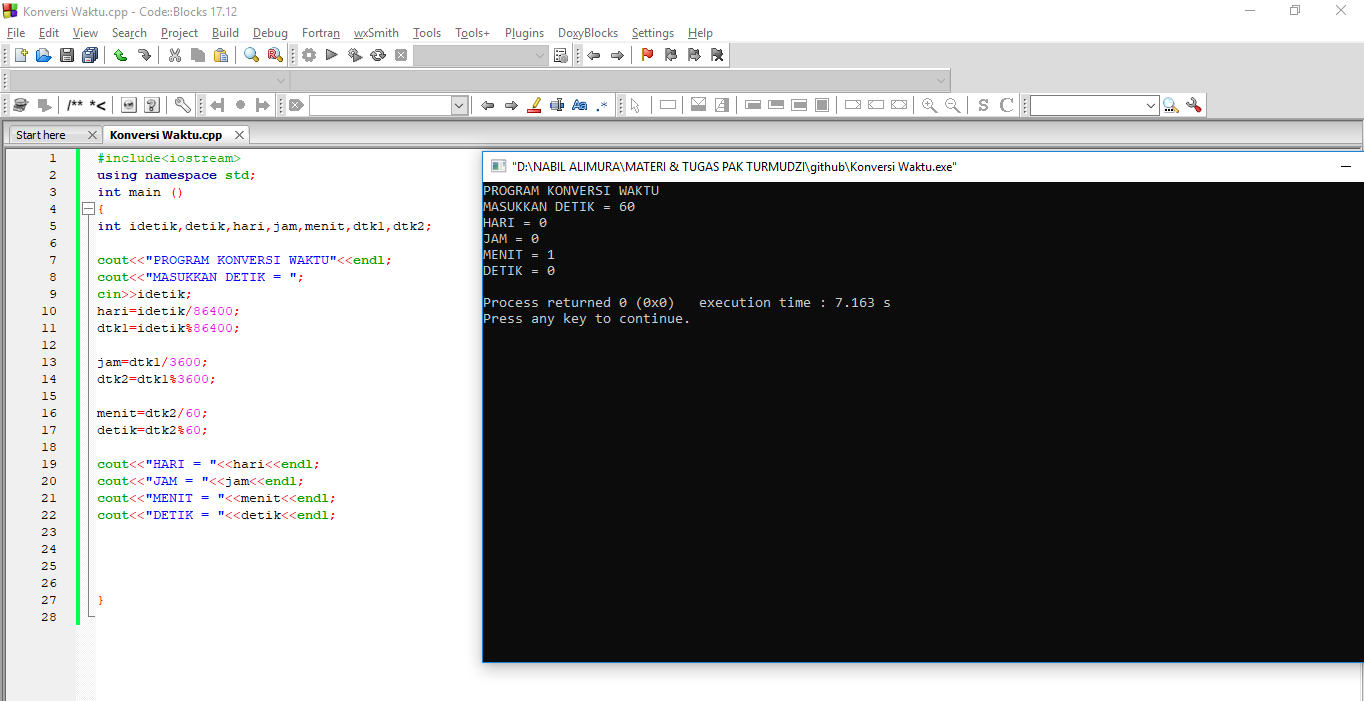 Konversi Waktu.cpp - Code::Blocks 17.12
File Edit View Search Project Build Debug Fortran wxSmith Tools Tools+ Plugins DoxyBlocks Settings Help
/** *< 
Aa .* S C
Start here Konversi Waktu.cpp
1 #include<iostream>
2 using namespace std;
3 int main ()
4 {
5 int idetik,detik,hari,jam,menit,dtk1,dtk2;
6
7 cout<<"PROGRAM KONVERSI WAKTU"<<endl;
8 cout<<"MASUKKAN DETIK = ";
9 cin>>idetik;
10 hari=idetik/86400;
11 dtk1=idetik%86400;
12
13 jam=dtk1/3600;
14 dtk2=dtk1%3600;
15
16 menit=dtk2/60;
17 detik=dtk2%60;
18
19 cout<<"HARI = "<<hari<<endl;
20 cout<<"JAM = "<<jam<<endl;
21 cout<<"MENIT = "<<menit<<endl;
22 cout<<"DETIK = "<<detik<<endl;
23
24
25
26
27 }
28
"D:\NABIL ALIMURA\MATERI & TUGAS PAK TURMUDZI\github\Konversi Waktu.exe"
PROGRAM KONVERSI WAKTU
MASUKKAN DETIK = 60
HARI = 0
JAM = 0
MENIT = 1
DETIK = 0
Process returned 0 (0x0)   execution time : 7.163 s
Press any key to continue.